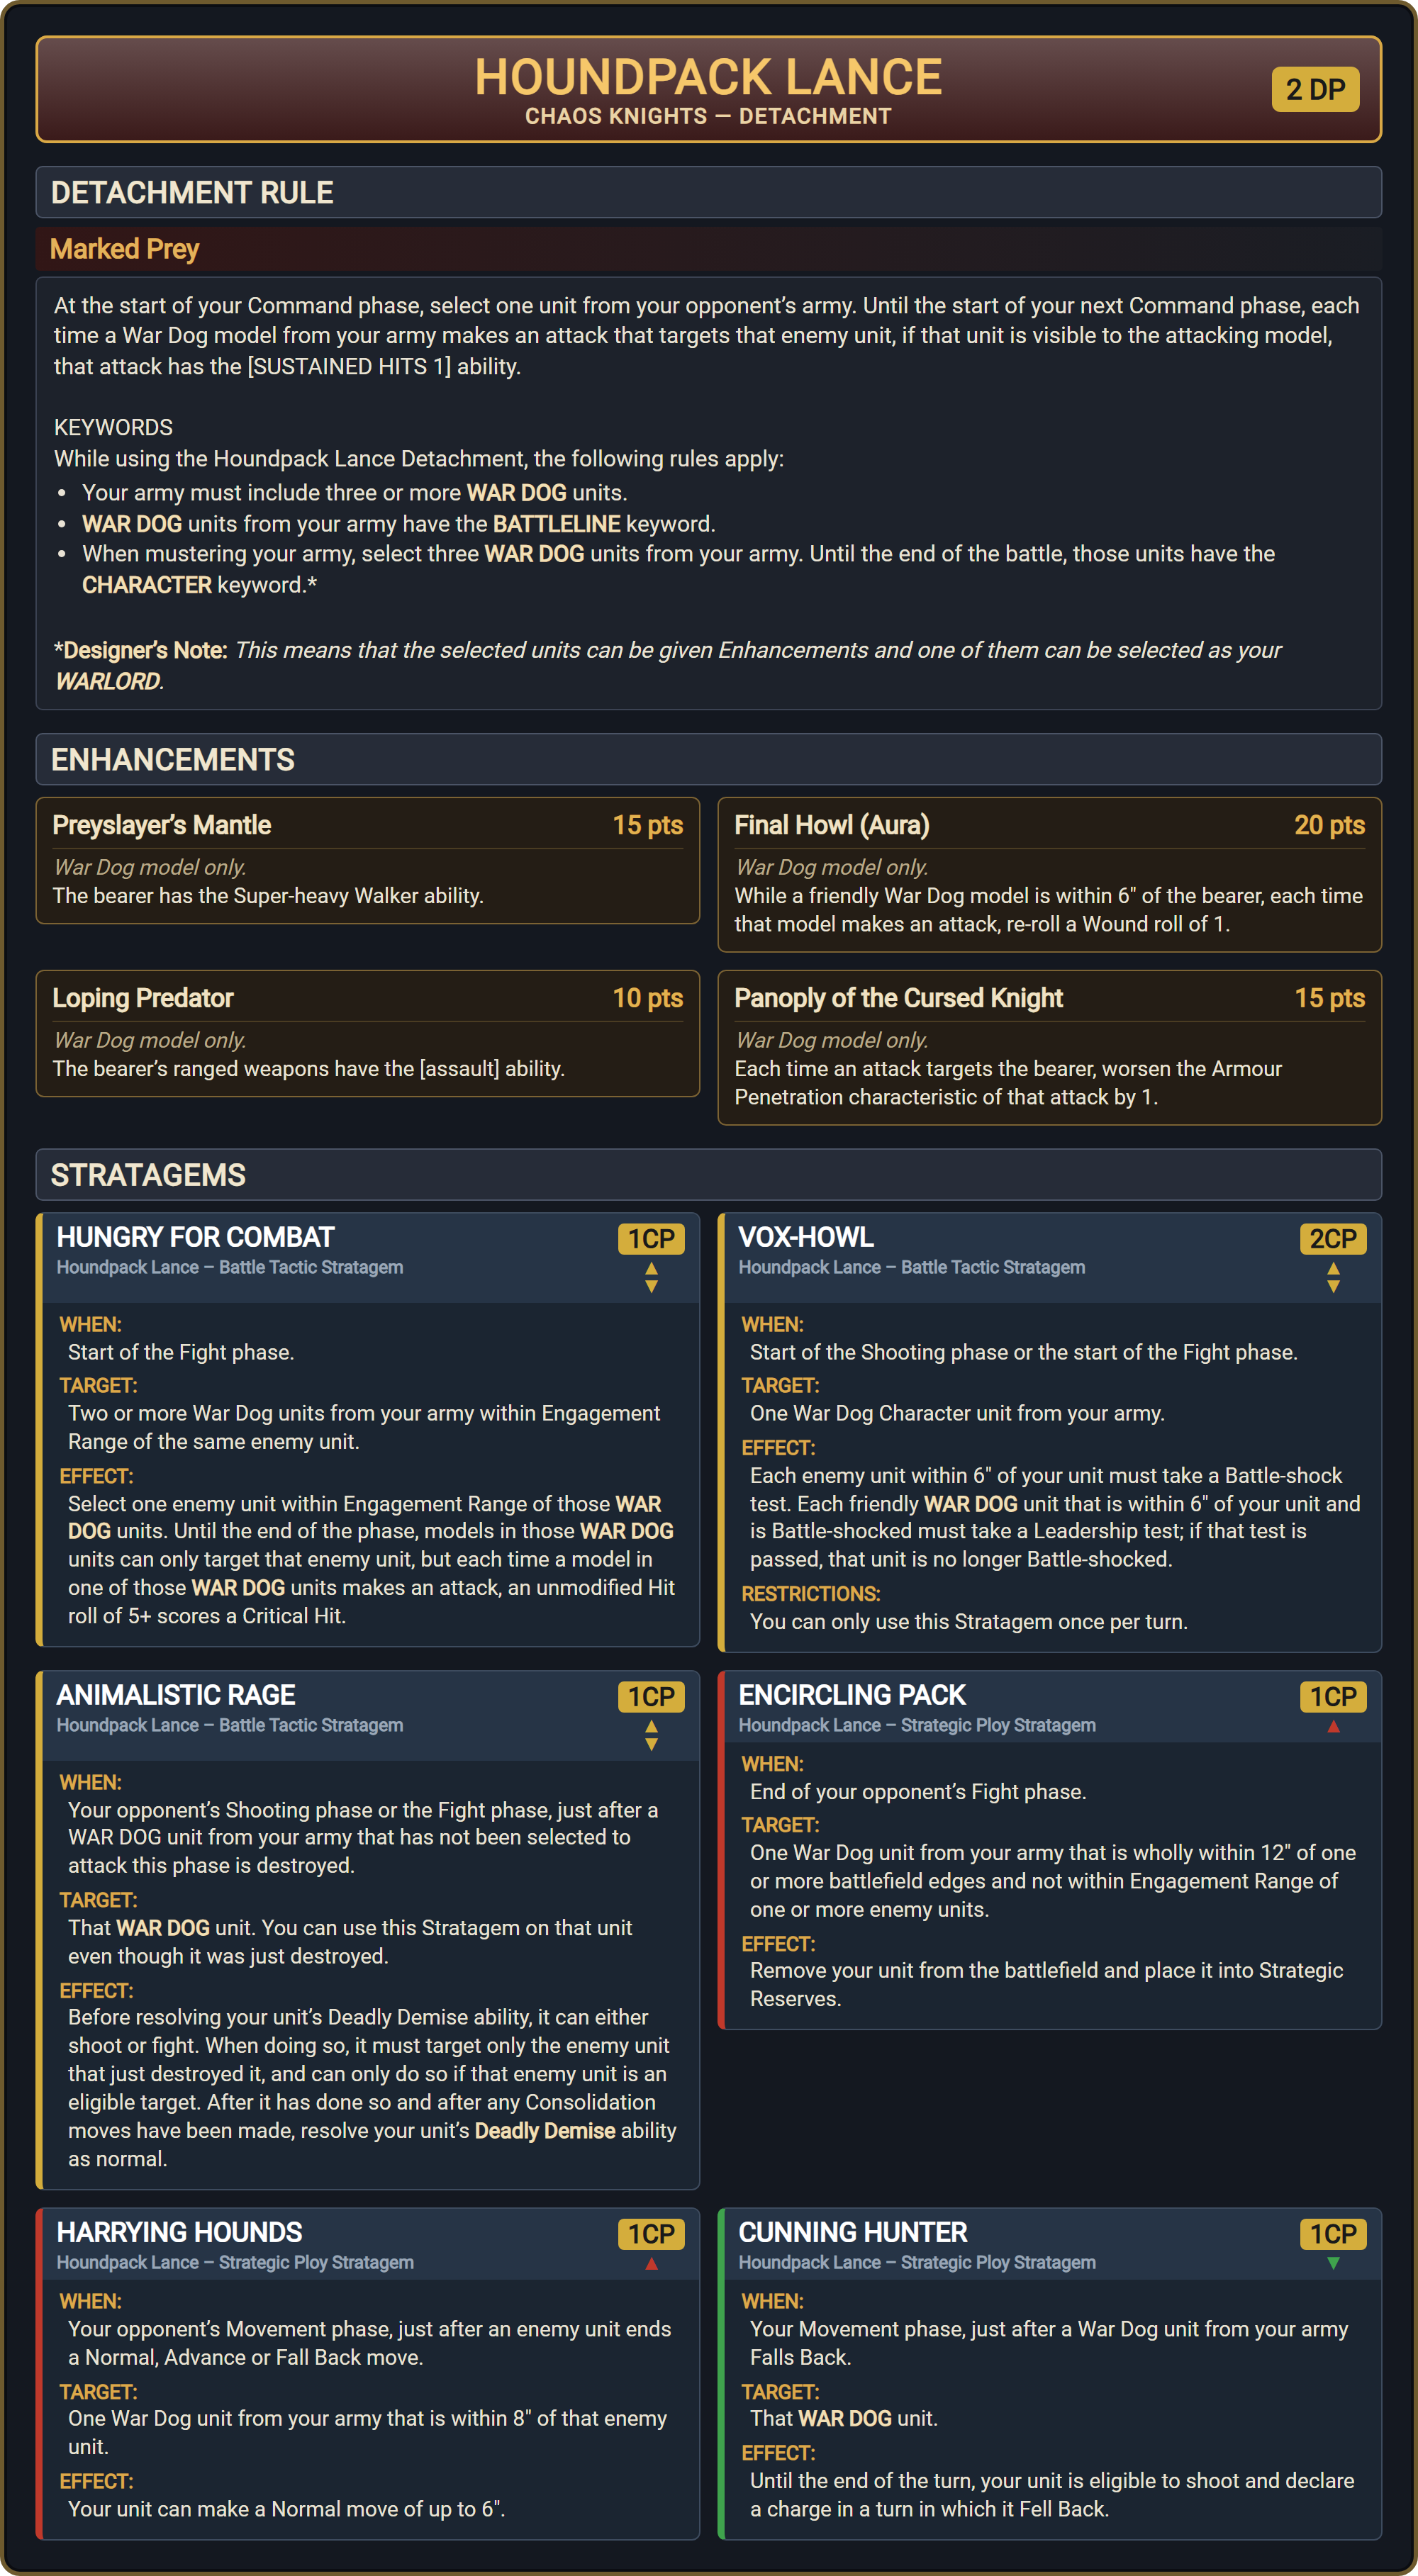 HOUNDPACK LANCE
CHAOS KNIGHTS — DETACHMENT
2 DP
DETACHMENT RULE
Marked Prey
At the start of your Command phase, select one unit from your opponent’s army. Until the start of your next Command phase, each
time a War Dog model from your army makes an attack that targets that enemy unit, if that unit is visible to the attacking model,
that attack has the [SUSTAINED HITS 1] ability.
KEYWORDS
While using the Houndpack Lance Detachment, the following rules apply:
• Your army must include three or more WAR DOG units.
• WAR DOG units from your army have the BATTLELINE keyword.
• When mustering your army, select three WAR DOG units from your army. Until the end of the battle, those units have the
CHARACTER keyword.*
*Designer’s Note: This means that the selected units can be given Enhancements and one of them can be selected as your
WARLORD.
ENHANCEMENTS
Preyslayer’s Mantle 15 pts
War Dog model only.
The bearer has the Super-heavy Walker ability.
Final Howl (Aura) 20 pts
War Dog model only.
While a friendly War Dog model is within 6" of the bearer, each time
that model makes an attack, re-roll a Wound roll of 1.
Loping Predator 10 pts
War Dog model only.
The bearer’s ranged weapons have the [assault] ability.
Panoply of the Cursed Knight 15 pts
War Dog model only.
Each time an attack targets the bearer, worsen the Armour
Penetration characteristic of that attack by 1.
STRATAGEMS
HUNGRY FOR COMBAT 1CP
Houndpack Lance – Battle Tactic Stratagem
▲
▼
WHEN:
Start of the Fight phase.
TARGET:
Two or more War Dog units from your army within Engagement
Range of the same enemy unit.
EFFECT:
Select one enemy unit within Engagement Range of those WAR
DOG units. Until the end of the phase, models in those WAR DOG
units can only target that enemy unit, but each time a model in
one of those WAR DOG units makes an attack, an unmodified Hit
roll of 5+ scores a Critical Hit.
VOX-HOWL 2CP
Houndpack Lance – Battle Tactic Stratagem
▲
▼
WHEN:
Start of the Shooting phase or the start of the Fight phase.
TARGET:
One War Dog Character unit from your army.
EFFECT:
Each enemy unit within 6" of your unit must take a Battle-shock
test. Each friendly WAR DOG unit that is within 6" of your unit and
is Battle-shocked must take a Leadership test; if that test is
passed, that unit is no longer Battle-shocked.
RESTRICTIONS:
You can only use this Stratagem once per turn.
ANIMALISTIC RAGE 1CP
Houndpack Lance – Battle Tactic Stratagem
▲
▼
WHEN:
Your opponent’s Shooting phase or the Fight phase, just after a
WAR DOG unit from your army that has not been selected to
attack this phase is destroyed.
TARGET:
That WAR DOG unit. You can use this Stratagem on that unit
even though it was just destroyed.
EFFECT:
Before resolving your unit’s Deadly Demise ability, it can either
shoot or fight. When doing so, it must target only the enemy unit
that just destroyed it, and can only do so if that enemy unit is an
eligible target. After it has done so and after any Consolidation
moves have been made, resolve your unit’s Deadly Demise ability
as normal.
ENCIRCLING PACK 1CP
Houndpack Lance – Strategic Ploy Stratagem
▲
WHEN:
End of your opponent’s Fight phase.
TARGET:
One War Dog unit from your army that is wholly within 12" of one
or more battlefield edges and not within Engagement Range of
one or more enemy units.
EFFECT:
Remove your unit from the battlefield and place it into Strategic
Reserves.
HARRYING HOUNDS 1CP
Houndpack Lance – Strategic Ploy Stratagem
▲
WHEN:
Your opponent’s Movement phase, just after an enemy unit ends
a Normal, Advance or Fall Back move.
TARGET:
One War Dog unit from your army that is within 8" of that enemy
unit.
EFFECT:
Your unit can make a Normal move of up to 6".
CUNNING HUNTER 1CP
Houndpack Lance – Strategic Ploy Stratagem
▼
WHEN:
Your Movement phase, just after a War Dog unit from your army
Falls Back.
TARGET:
That WAR DOG unit.
EFFECT:
Until the end of the turn, your unit is eligible to shoot and declare
a charge in a turn in which it Fell Back.